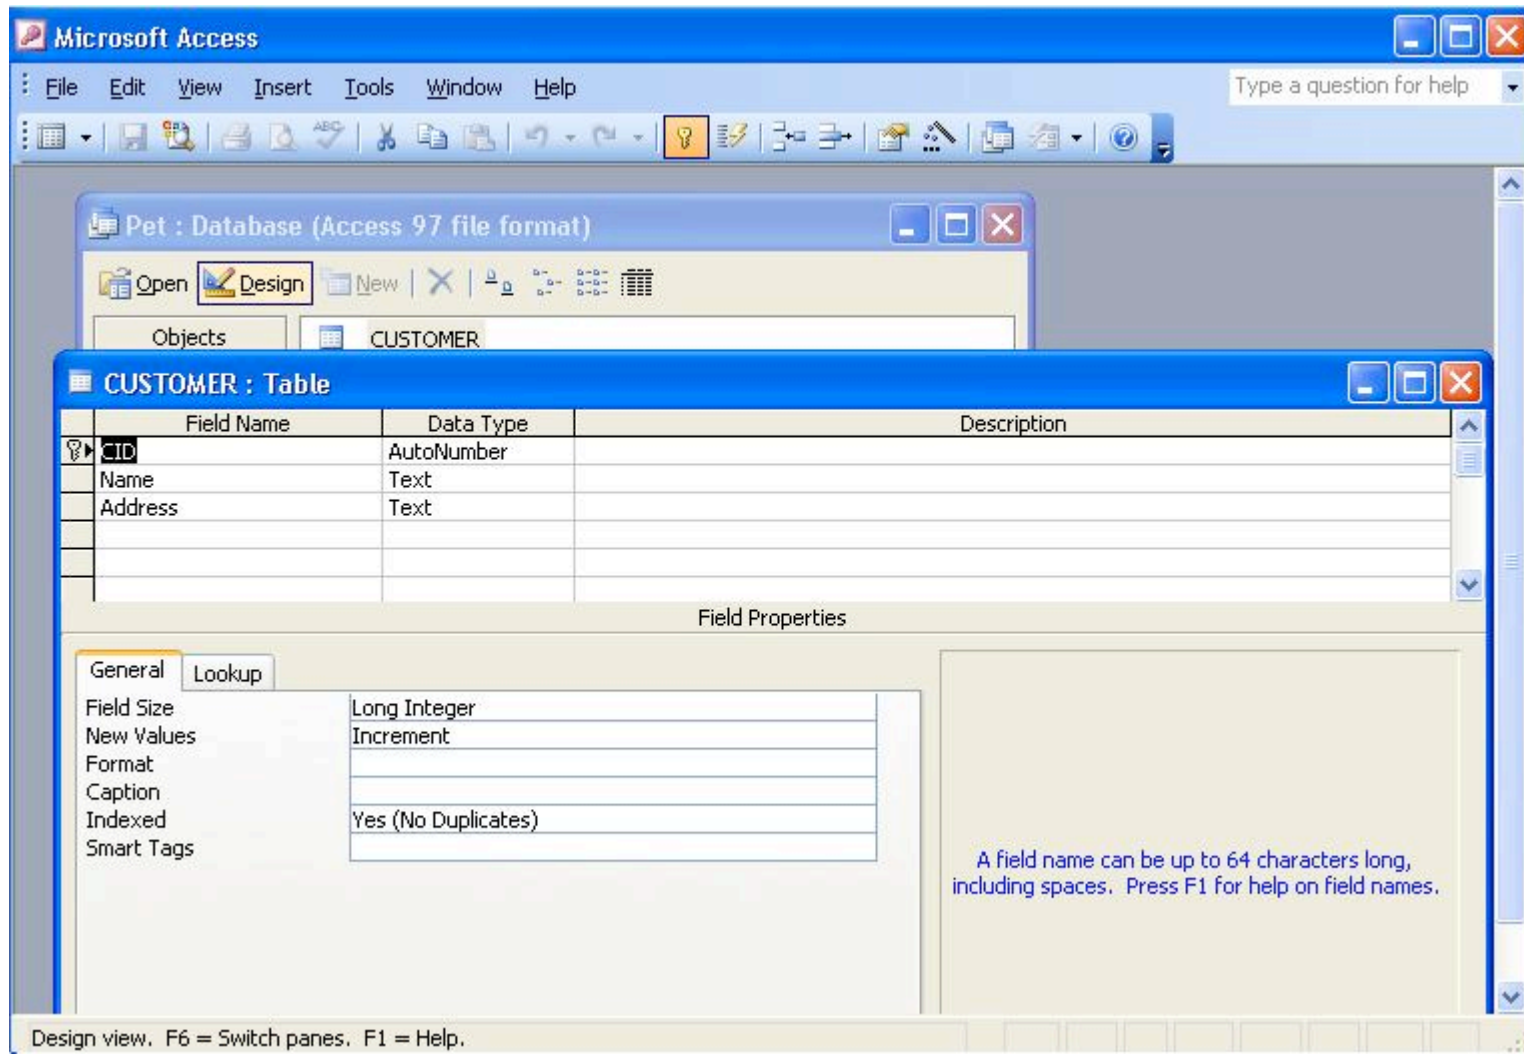 Microsoft Access
File Edit View Insert Tools Window Help Type a question for help
ABC
Pet : Database (Access 97 file format)
Open Design New
Objects CUSTOMER
CUSTOMER : Table
Field Name Data Type Description
CID AutoNumber
Name Text
Address Text
Field Properties
General Lookup
Field Size Long Integer
New Values Increment
Format
Caption
Indexed Yes (No Duplicates)
Smart Tags
A field name can be up to 64 characters long,
including spaces. Press F1 for help on field names.
Design view. F6 = Switch panes. F1 = Help.